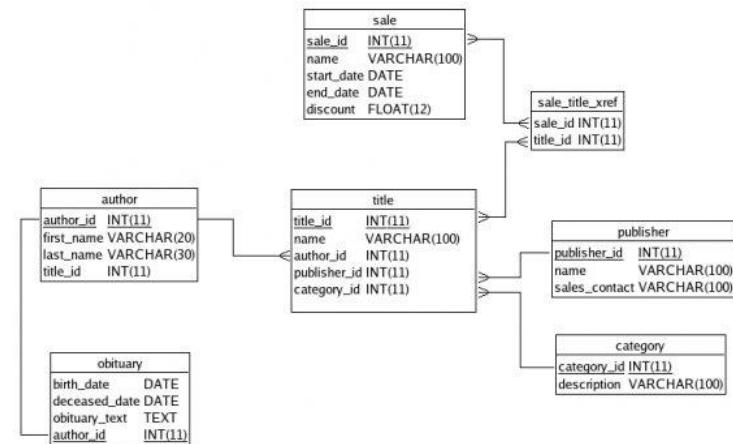 sale
sale_id INT(11)
name VARCHAR(100)
start_date DATE
end_date DATE
discount FLOAT(12)
sale_title_xref
sale_id INT(11)
title_id INT(11)
author
author_id INT(11)
first_name VARCHAR(20)
last_name VARCHAR(30)
title_id INT(11)
title
title_id INT(11)
name VARCHAR(100)
author_id INT(11)
publisher_id INT(11)
category_id INT(11)
publisher
publisher_id INT(11)
name VARCHAR(100)
sales_contact VARCHAR(100)
category
category_id INT(11)
description VARCHAR(100)
obituary
birth_date DATE
deceased_date DATE
obituary_text TEXT
author_id INT(11)